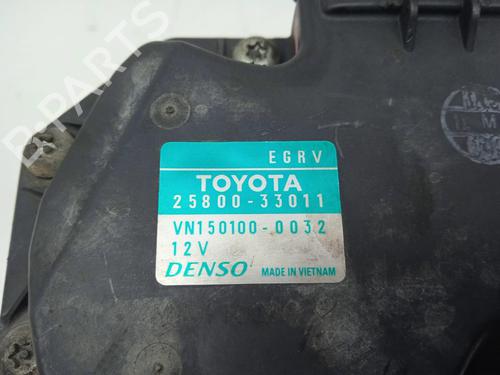 B-PARTS
EGRV
TOYOTA
25800-33011
VN150100-0032
12V
DENSO MADE IN VIETNAM